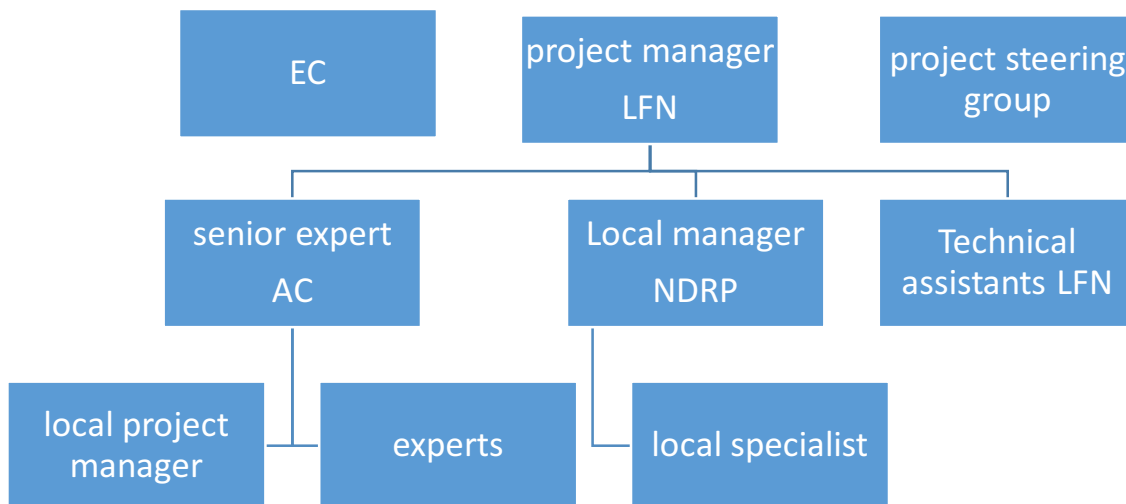 EC
project manager
LFN
project steering
group
senior expert
AC
Local manager
NDRP
Technical
assistants LFN
local project
manager
experts
local specialist